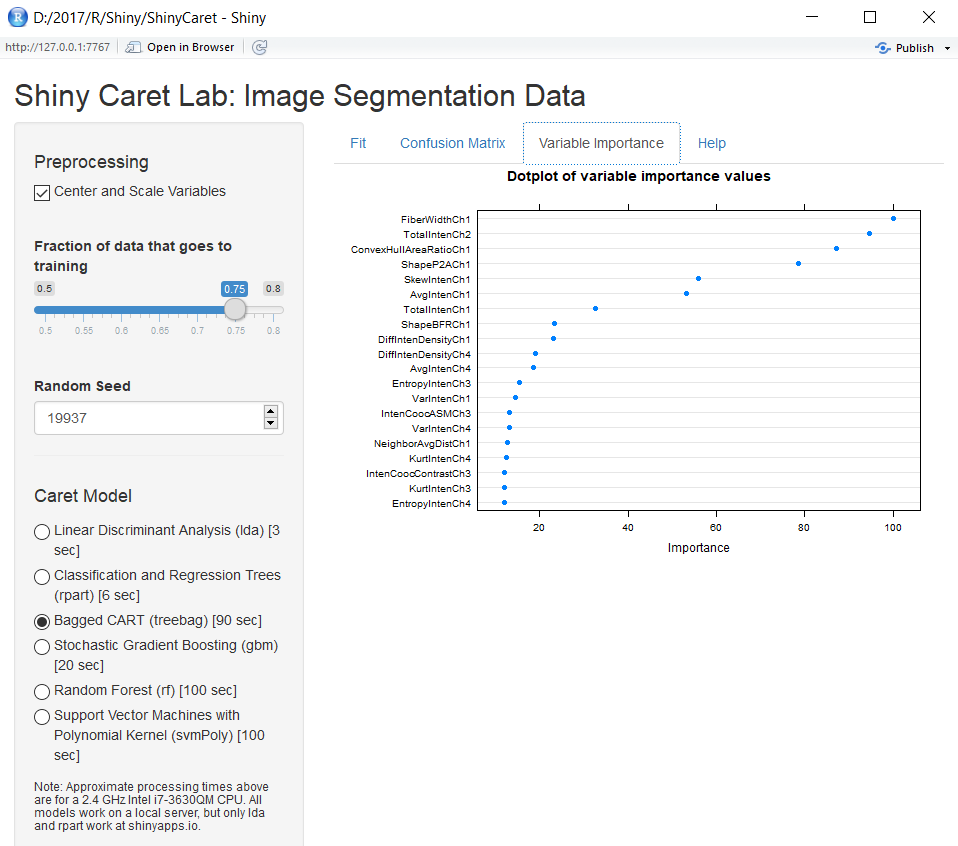 D:/2017/R/Shiny/ShinyCaret - Shiny
http://127.0.0.1:7767 Open in Browser Publish
Shiny Caret Lab: Image Segmentation Data
Preprocessing
Center and Scale Variables
Fraction of data that goes to
training
0.5 0.75 0.8
0.5 0.55 0.6 0.65 0.7 0.75 0.8
Random Seed
19937
Caret Model
Linear Discriminant Analysis (lda) [3
sec]
Classification and Regression Trees
(rpart) [6 sec]
Bagged CART (treebag) [90 sec]
Stochastic Gradient Boosting (gbm)
[20 sec]
Random Forest (rf) [100 sec]
Support Vector Machines with
Polynomial Kernel (svmPoly) [100
sec]
Note: Approximate processing times above
are for a 2.4 GHz Intel i7-3630QM CPU. All
models work on a local server, but only lda
and rpart work at shinyapps.io.
Fit Confusion Matrix Variable Importance Help
Dotplot of variable importance values
FiberWidthCh1
TotalIntenCh2
ConvexHullAreaRatioCh1
ShapeP2ACh1
SkewIntenCh1
AvgIntenCh1
TotalIntenCh1
ShapeBFRCh1
DiffIntenDensityCh1
DiffIntenDensityCh4
AvgIntenCh4
EntropyIntenCh3
VarIntenCh1
IntenCoocASMCh3
VarIntenCh4
NeighborAvgDistCh1
KurtIntenCh4
IntenCoocContrastCh3
KurtIntenCh3
EntropyIntenCh4
20 40 60 80 100
Importance